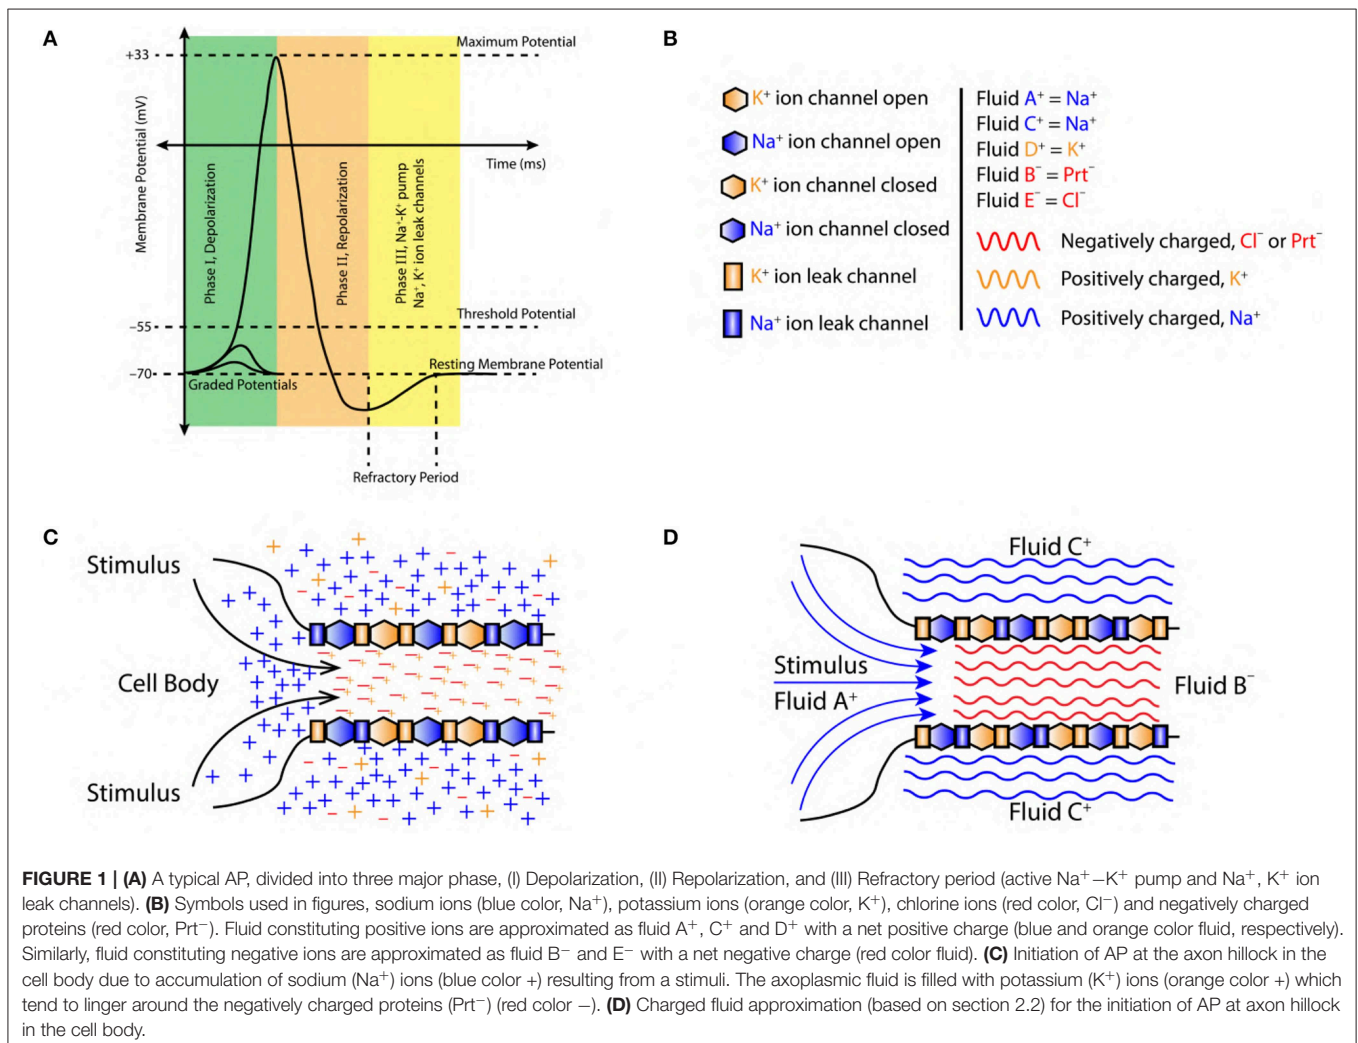 A
+33
Maximum Potential
Membrane Potential (mV)
Time (ms)
Phase I, Depolarization
Phase II, Repolarization
Phase III, Na⁺-K⁺ pump
Na⁺, K⁺ ion leak channels
−55
Threshold Potential
Resting Membrane Potential
−70
Graded Potentials
Refractory Period
B
K⁺ ion channel open
Na⁺ ion channel open
K⁺ ion channel closed
Na⁺ ion channel closed
K⁺ ion leak channel
Na⁺ ion leak channel
Fluid A⁺ = Na⁺
Fluid C⁺ = Na⁺
Fluid D⁺ = K⁺
Fluid B⁻ = Prt⁻
Fluid E⁻ = Cl⁻
Negatively charged, Cl⁻ or Prt⁻
Positively charged, K⁺
Positively charged, Na⁺
C
Stimulus
Cell Body
Stimulus
D
Fluid C⁺
Stimulus
Fluid A⁺
Fluid B⁻
Fluid C⁺
FIGURE 1 | (A) A typical AP, divided into three major phase, (I) Depolarization, (II) Repolarization, and (III) Refractory period (active Na⁺−K⁺ pump and Na⁺, K⁺ ion
leak channels). (B) Symbols used in figures, sodium ions (blue color, Na⁺), potassium ions (orange color, K⁺), chlorine ions (red color, Cl⁻) and negatively charged
proteins (red color, Prt⁻). Fluid constituting positive ions are approximated as fluid A⁺, C⁺ and D⁺ with a net positive charge (blue and orange color fluid, respectively).
Similarly, fluid constituting negative ions are approximated as fluid B⁻ and E⁻ with a net negative charge (red color fluid). (C) Initiation of AP at the axon hillock in the
cell body due to accumulation of sodium (Na⁺) ions (blue color +) resulting from a stimuli. The axoplasmic fluid is filled with potassium (K⁺) ions (orange color +) which
tend to linger around the negatively charged proteins (Prt⁻) (red color −). (D) Charged fluid approximation (based on section 2.2) for the initiation of AP at axon hillock
in the cell body.